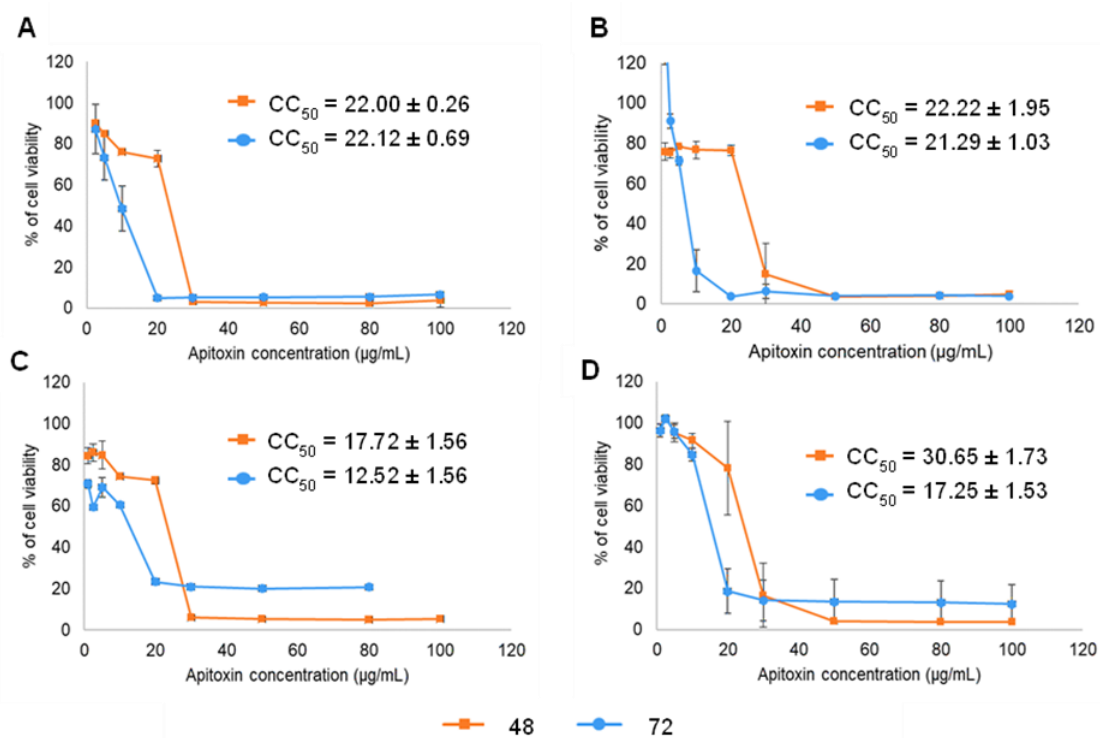 A
120
100
80
60
40
20
0
0 20 40 60 80 100 120
% of cell viability
Apitoxin concentration (µg/mL)
CC50 = 22.00 ± 0.26
CC50 = 22.12 ± 0.69
B
120
100
80
60
40
20
0
0 20 40 60 80 100 120
% of cell viability
Apitoxin concentration (µg/mL)
CC50 = 22.22 ± 1.95
CC50 = 21.29 ± 1.03
C
120
100
80
60
40
20
0
0 20 40 60 80 100 120
% of cell viability
Apitoxin concentration (µg/mL)
CC50 = 17.72 ± 1.56
CC50 = 12.52 ± 1.56
D
120
100
80
60
40
20
0
0 20 40 60 80 100 120
% of cell viability
Apitoxin concentration (µg/mL)
CC50 = 30.65 ± 1.73
CC50 = 17.25 ± 1.53
48 72